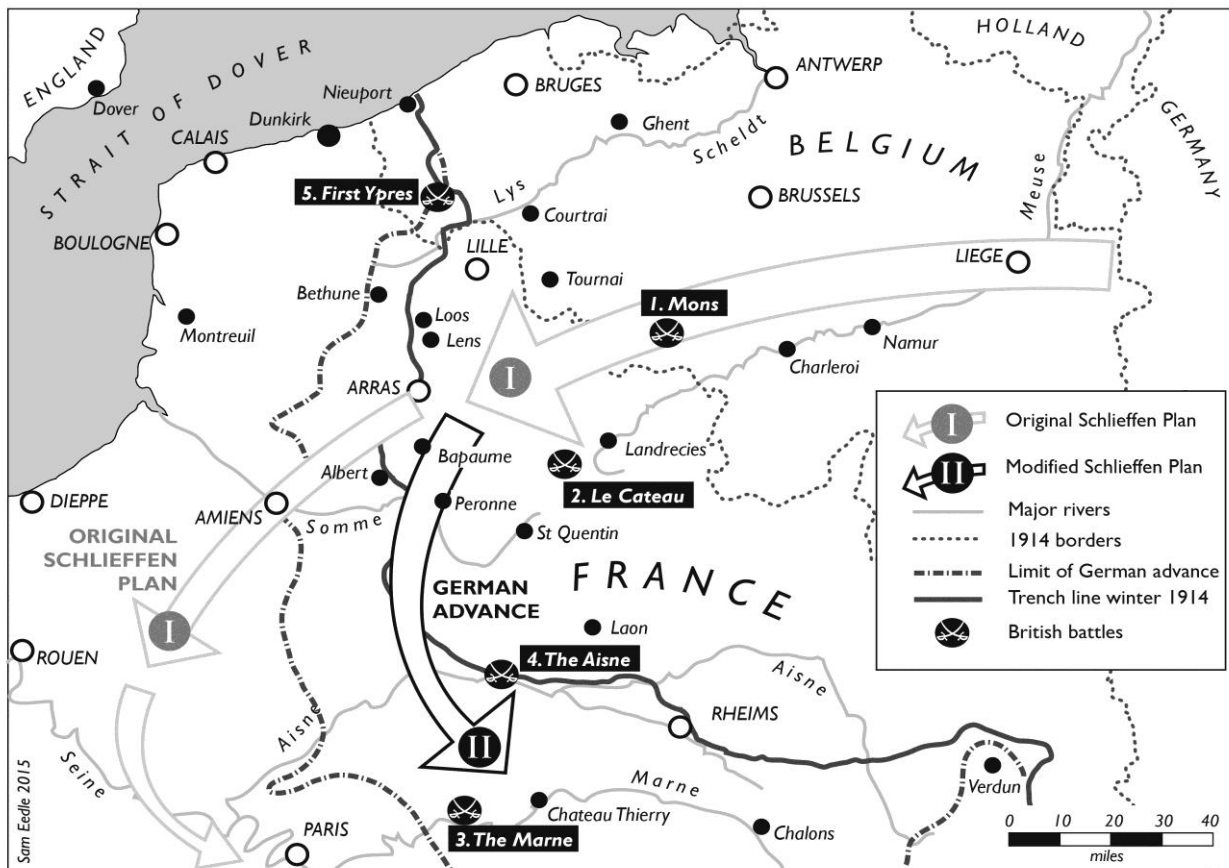 ENGLAND
Dover
STRAIT OF DOVER
CALAIS
Dunkirk
Nieuport
BRUGES
ANTWERP
HOLLAND
GERMANY
Ghent
Scheldt
BELGIUM
Meuse
5. First Ypres
Lys
Courtrai
BRUSSELS
BOULOGNE
LILLE
Tournai
LIEGE
Bethune
1. Mons
Montreuil
Loos
Lens
Namur
Charleroi
ARRAS
I
Landrecies
Bapaume
Albert
2. Le Cateau
DIEPPE
AMIENS
Somme
Peronne
St Quentin
ORIGINAL
SCHLIEFFEN
PLAN
I
FRANCE
GERMAN
ADVANCE
Laon
ROUEN
4. The Aisne
Aisne
Aisne
RHEIMS
II
Seine
Marne
Verdun
Chateau Thierry
3. The Marne
Chalons
PARIS
I
Original Schlieffen Plan
II
Modified Schlieffen Plan
Major rivers
1914 borders
Limit of German advance
Trench line winter 1914
British battles
0 10 20 30 40
miles
Sam Eedle 2015